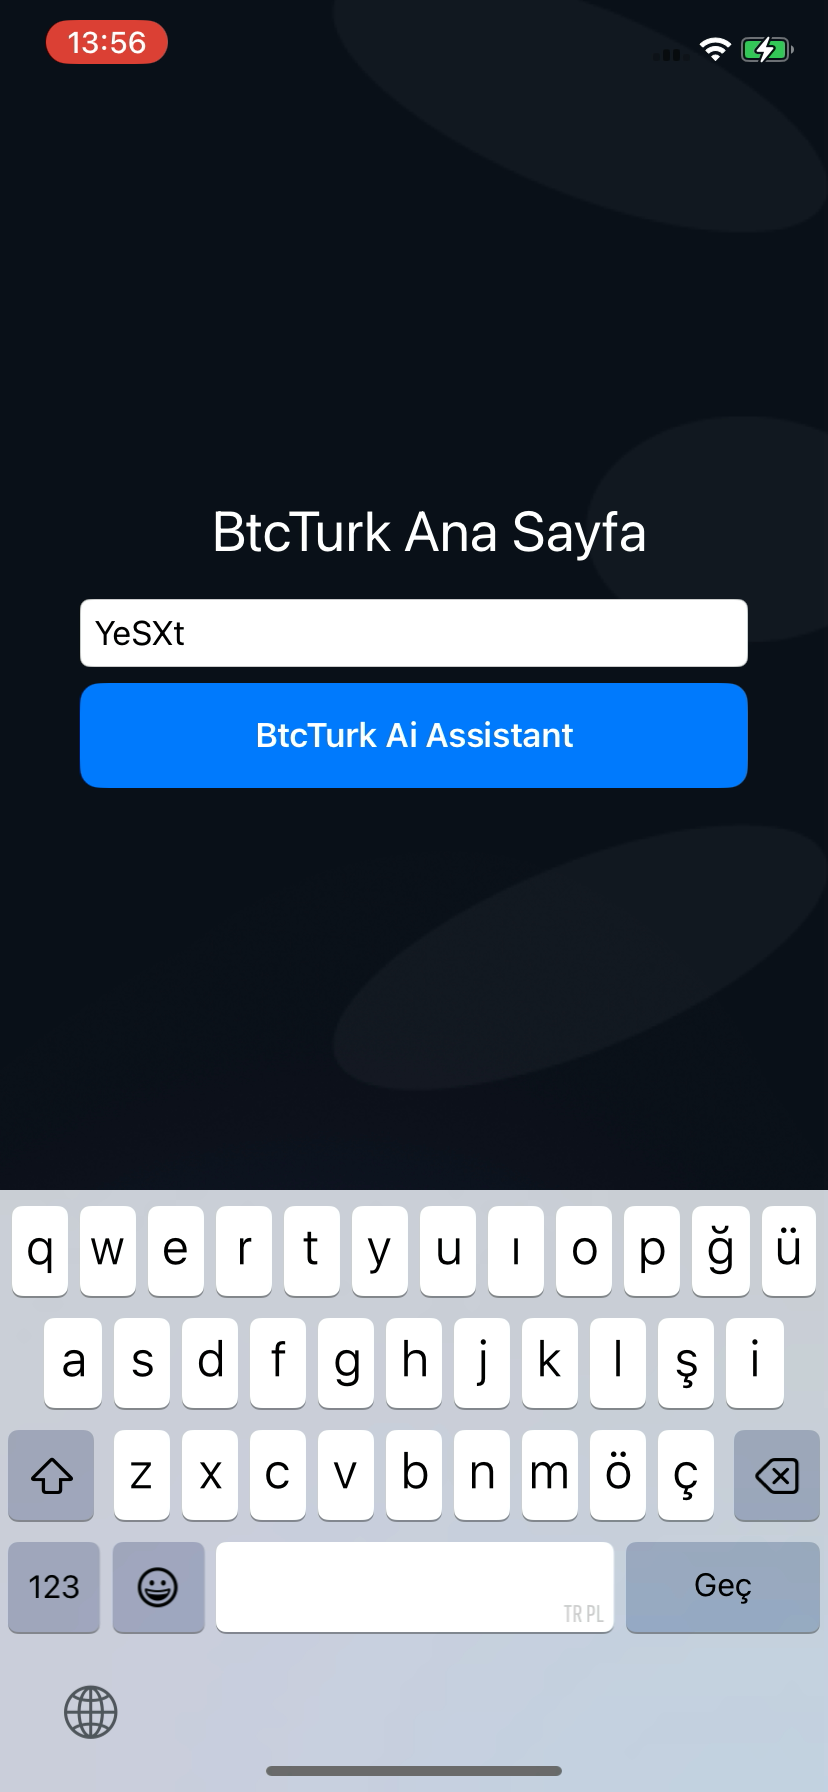 13:56
BtcTurk Ana Sayfa
YeSXt
BtcTurk Ai Assistant
q w e r t y u ı o p ğ ü
a s d f g h j k l ş i
z x c v b n m ö ç
123 TR PL Geç